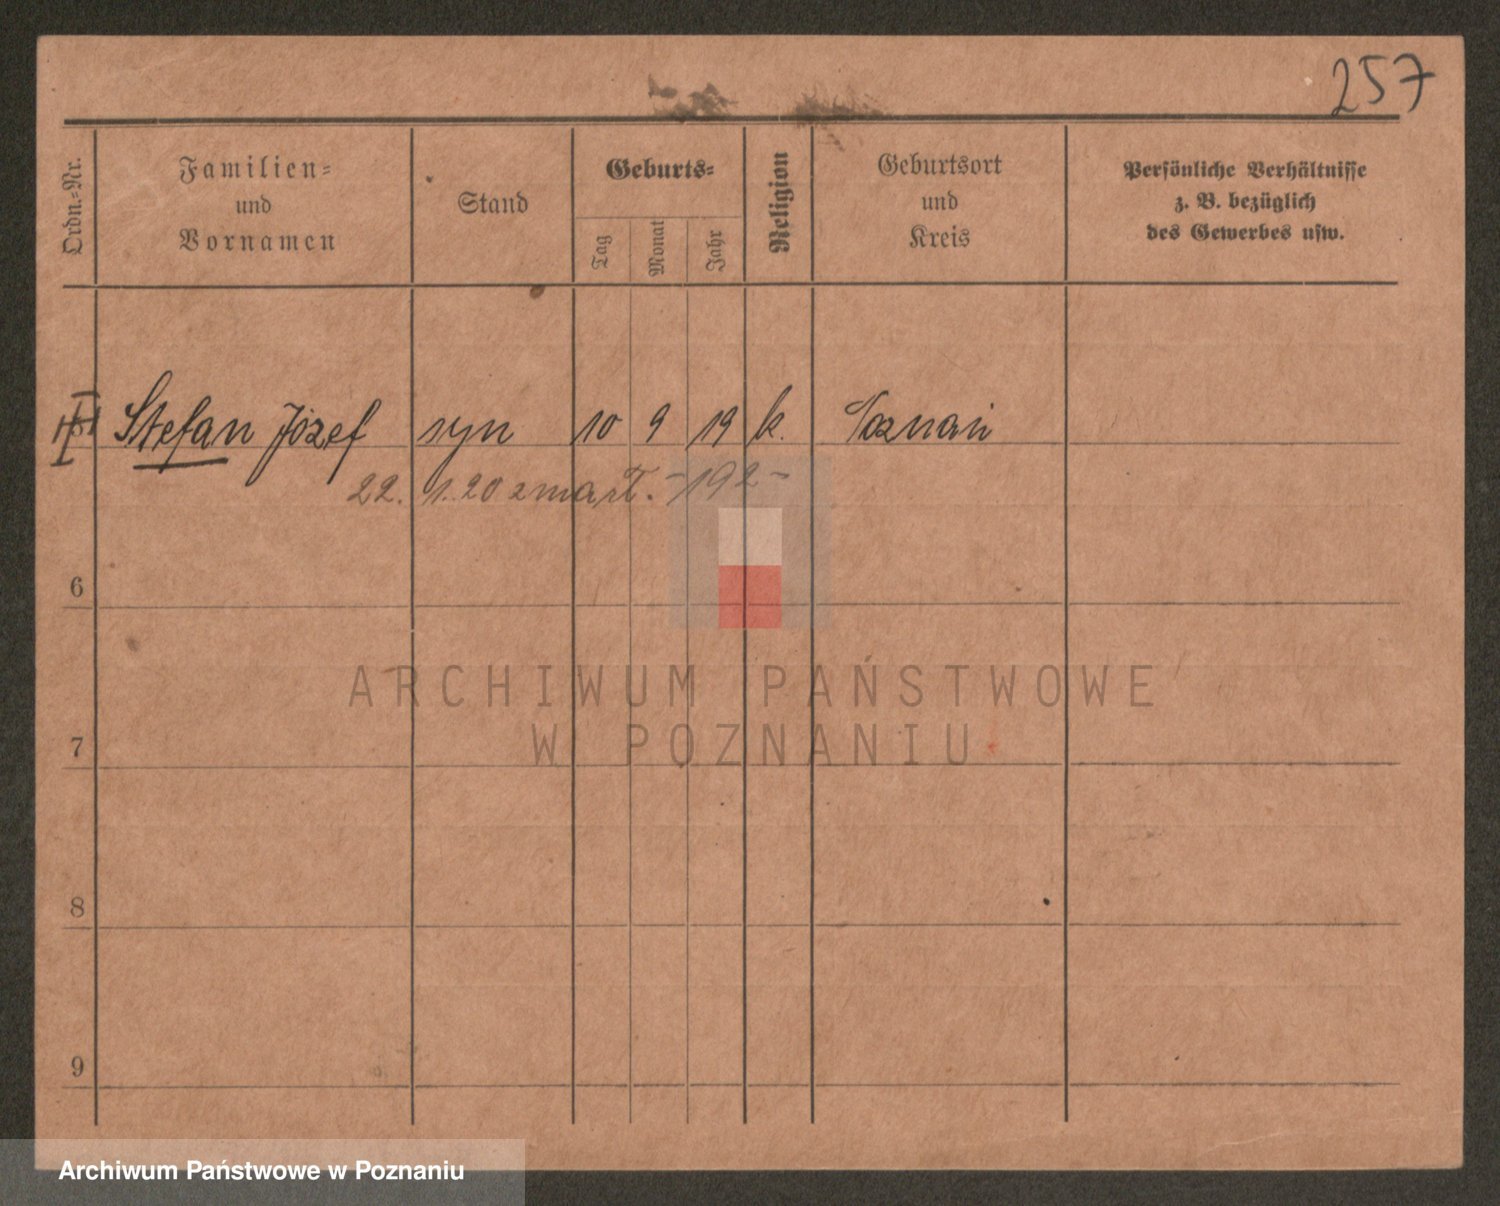 257
Ordn.-Nr.
Familien-
und
Vornamen
Stand
Geburts-
Tag
Monat
Jahr
Religion
Geburtsort
und
Kreis
Persönliche Verhältnisse
z. B. bezüglich
des Gewerbes usw.
Stefan Józef syn 10 9 19 k. Poznań
22. 1. 20 zmarł. - 192 -
6
ARCHIWUM PAŃSTWOWE
W POZNANIU
7
8
9
Archiwum Państwowe w Poznaniu